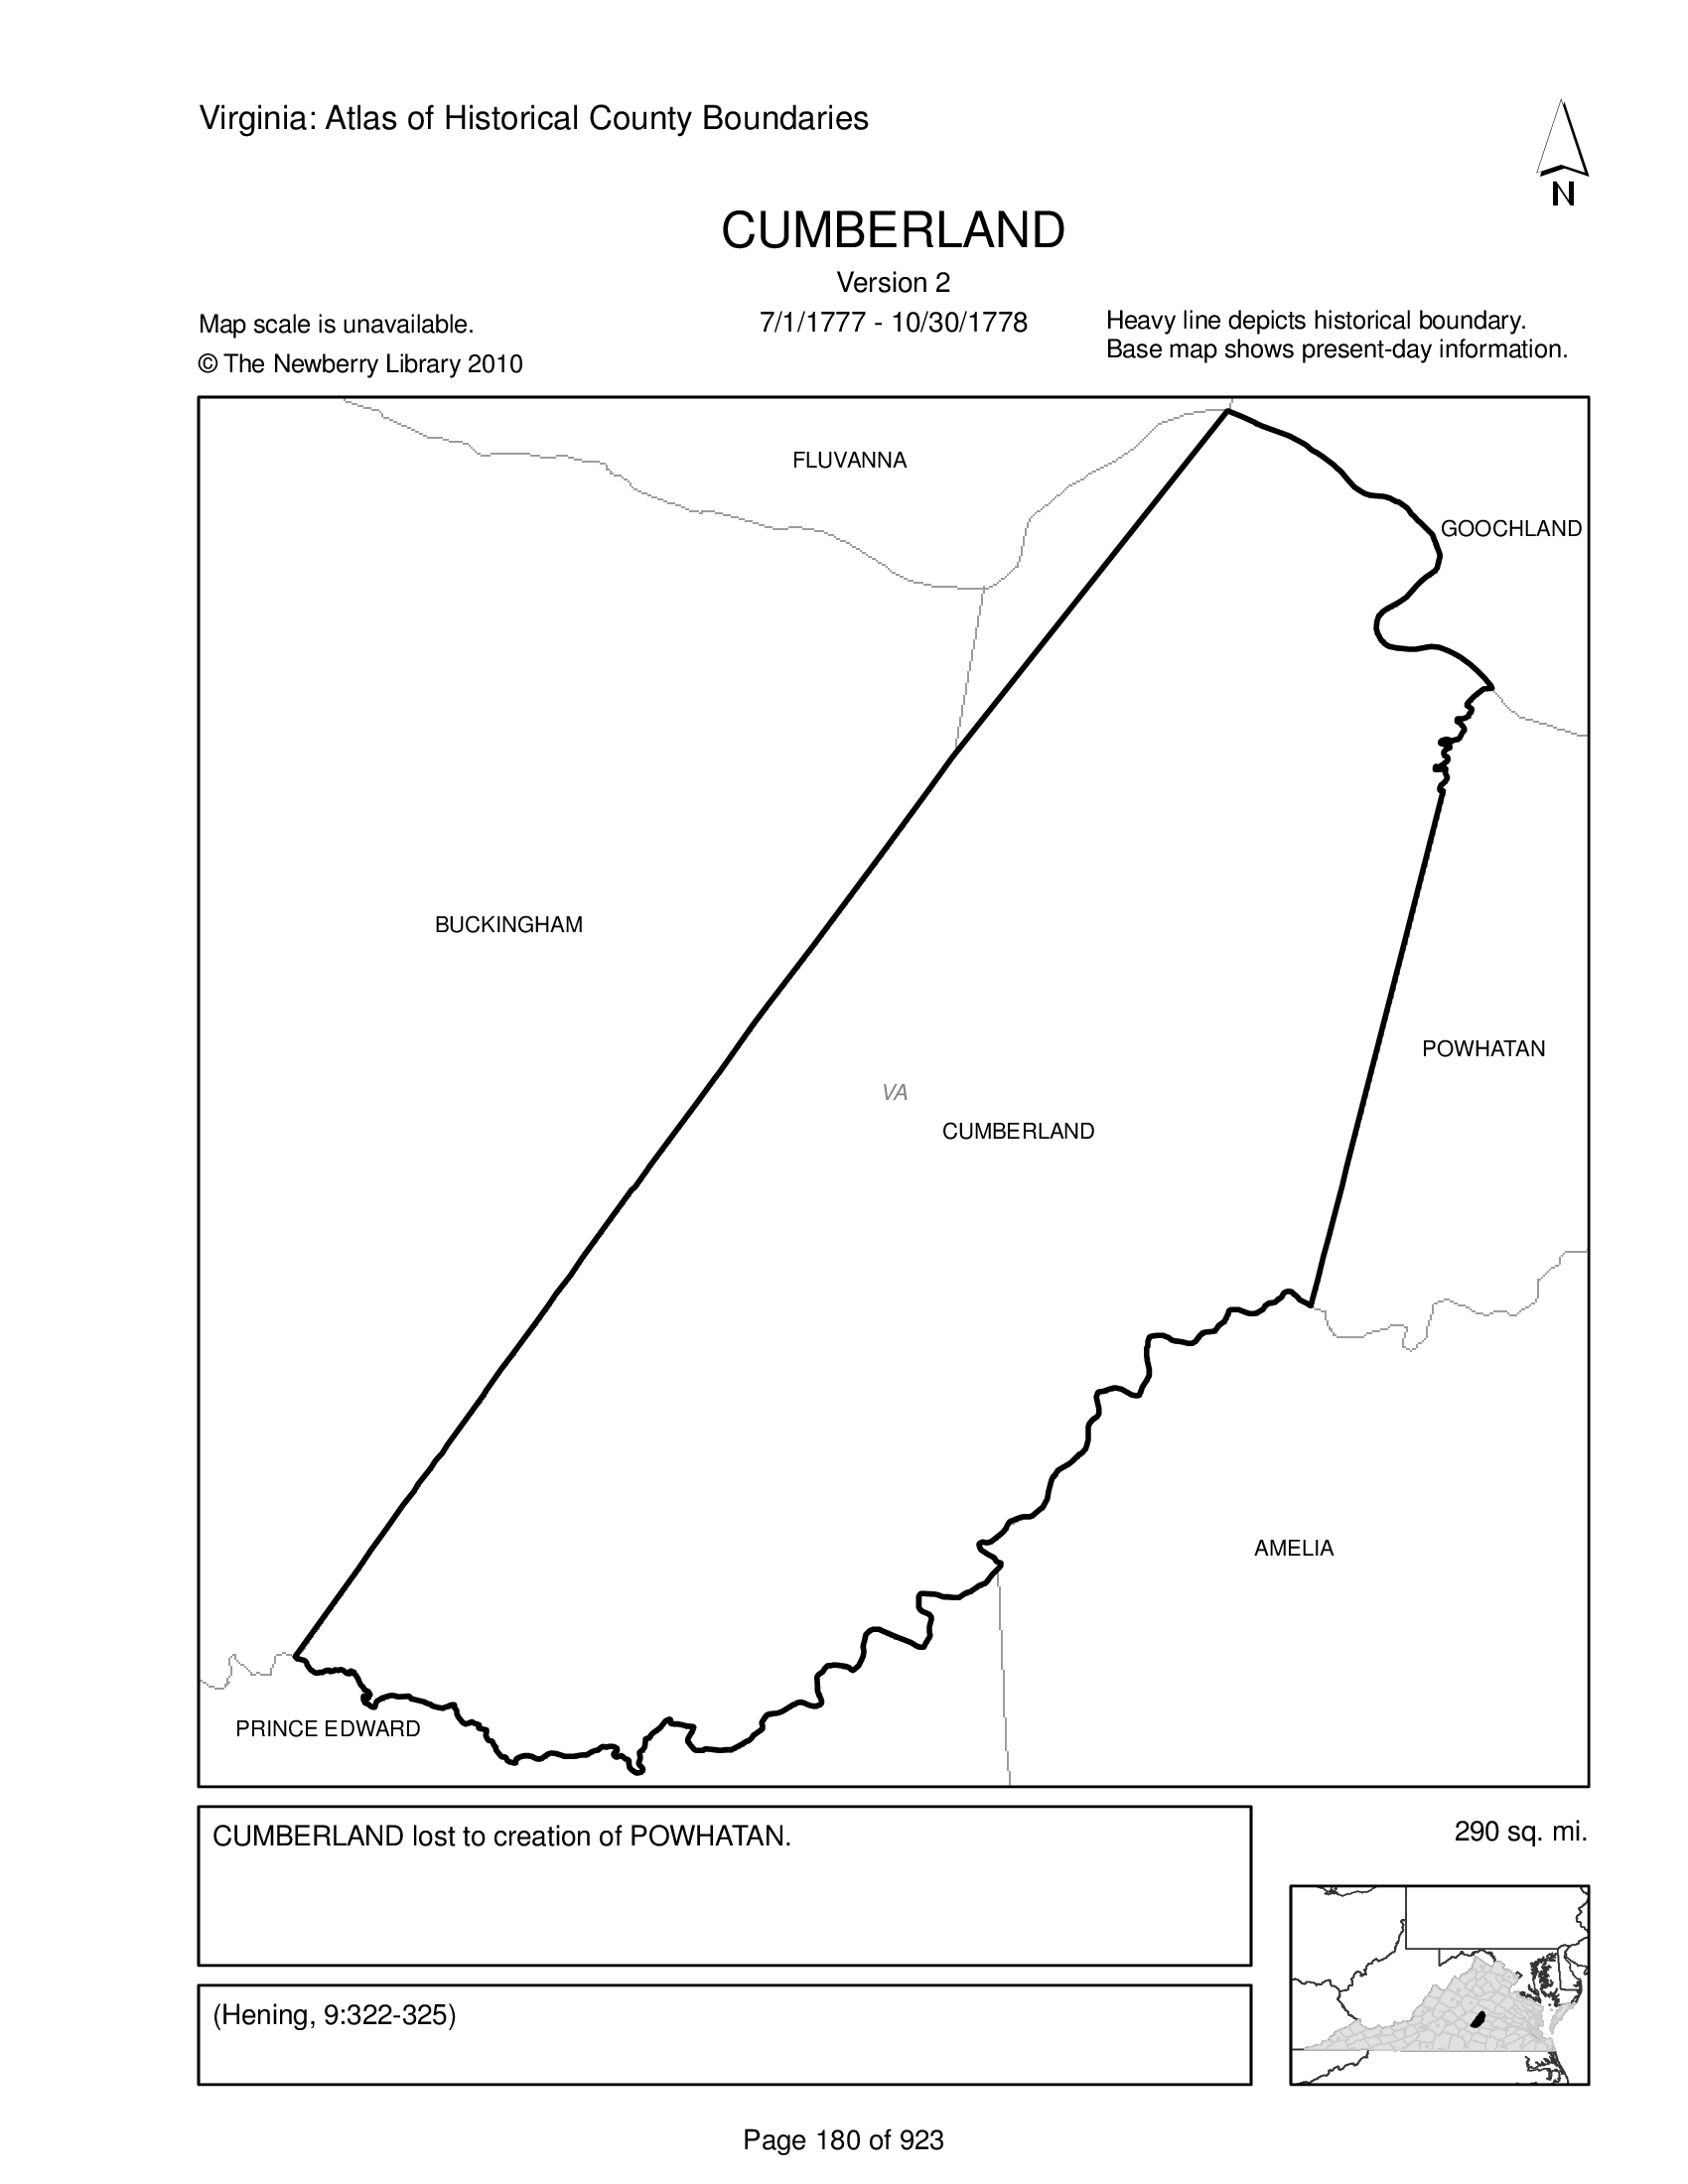 Virginia: Atlas of Historical County Boundaries
N
CUMBERLAND
Version 2
7/1/1777 - 10/30/1778
Map scale is unavailable.
© The Newberry Library 2010
Heavy line depicts historical boundary.
Base map shows present-day information.
FLUVANNA
GOOCHLAND
BUCKINGHAM
POWHATAN
VA
CUMBERLAND
AMELIA
PRINCE EDWARD
CUMBERLAND lost to creation of POWHATAN.
290 sq. mi.
(Hening, 9:322-325)
Page 180 of 923